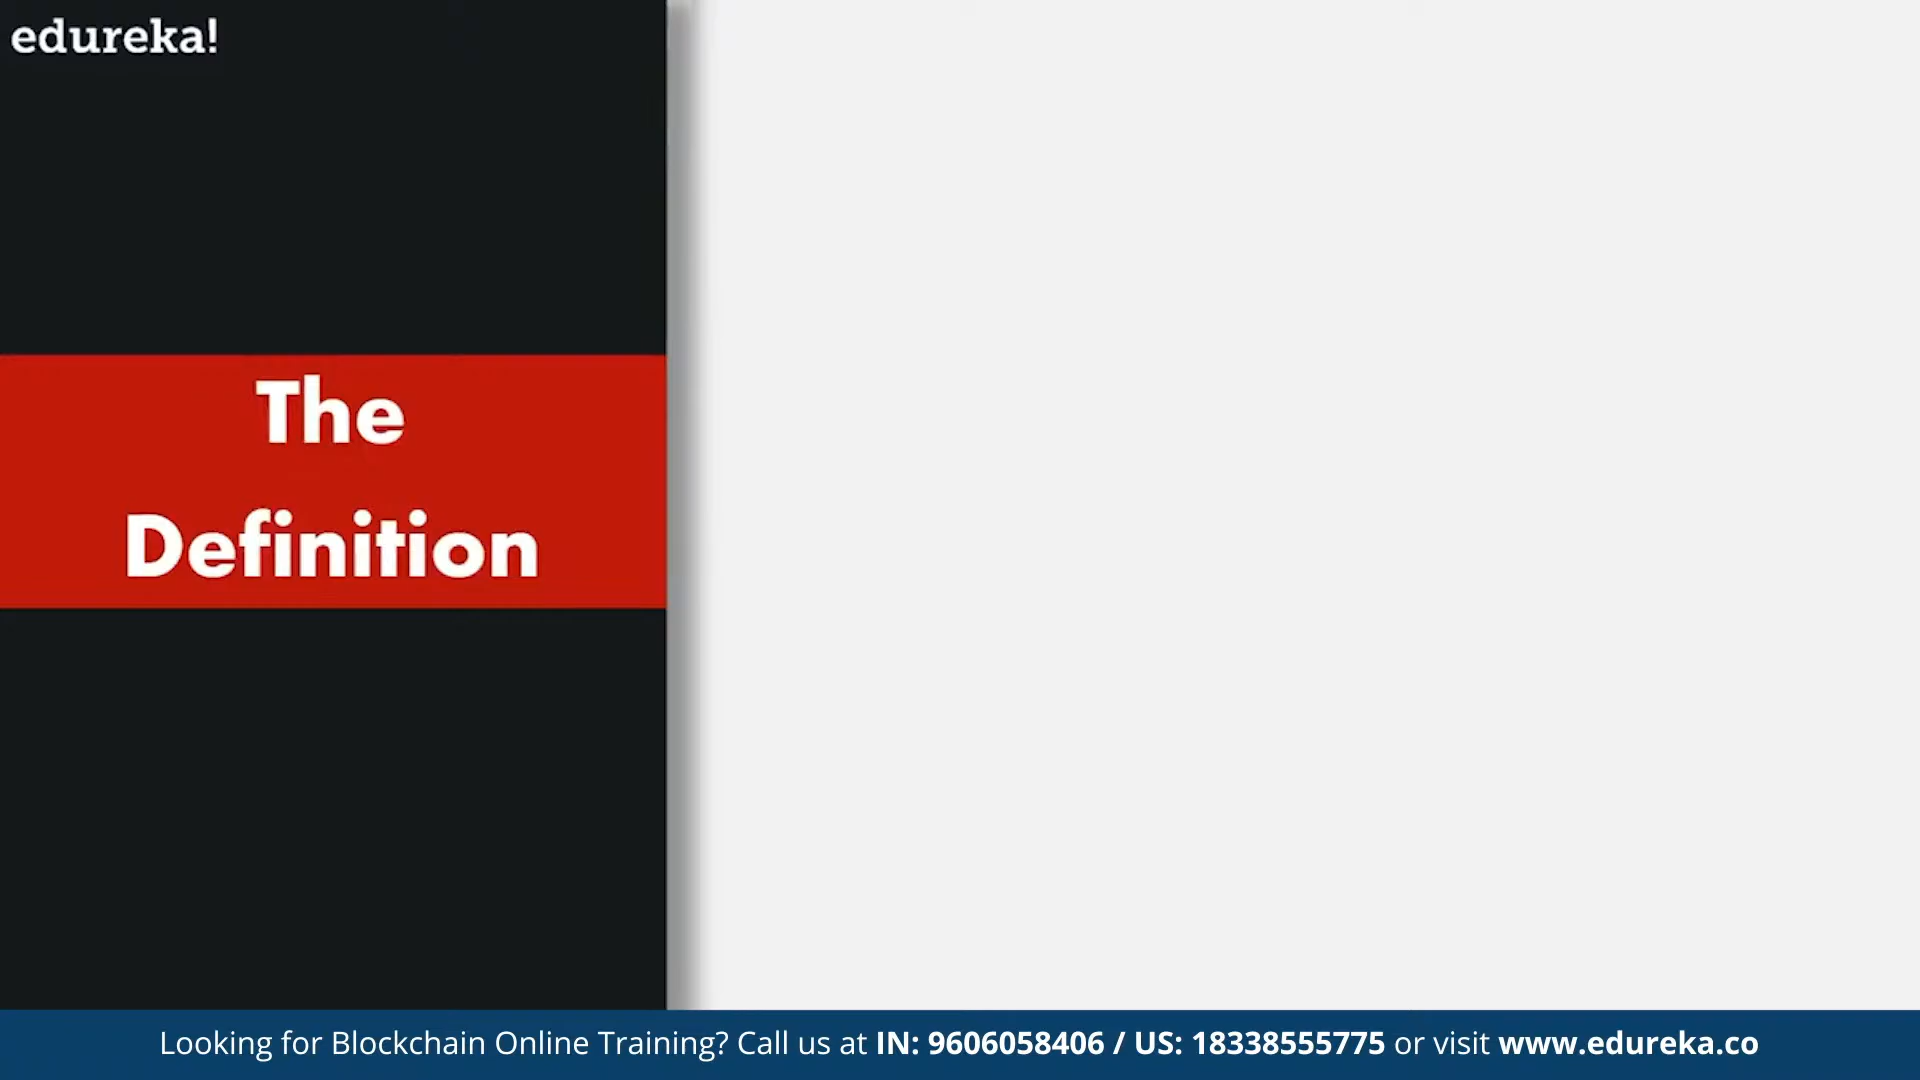 edureka!
The
Definition
Looking for Blockchain Online Training? Call us at IN: 9606058406 / US: 18338555775 or visit www.edureka.co